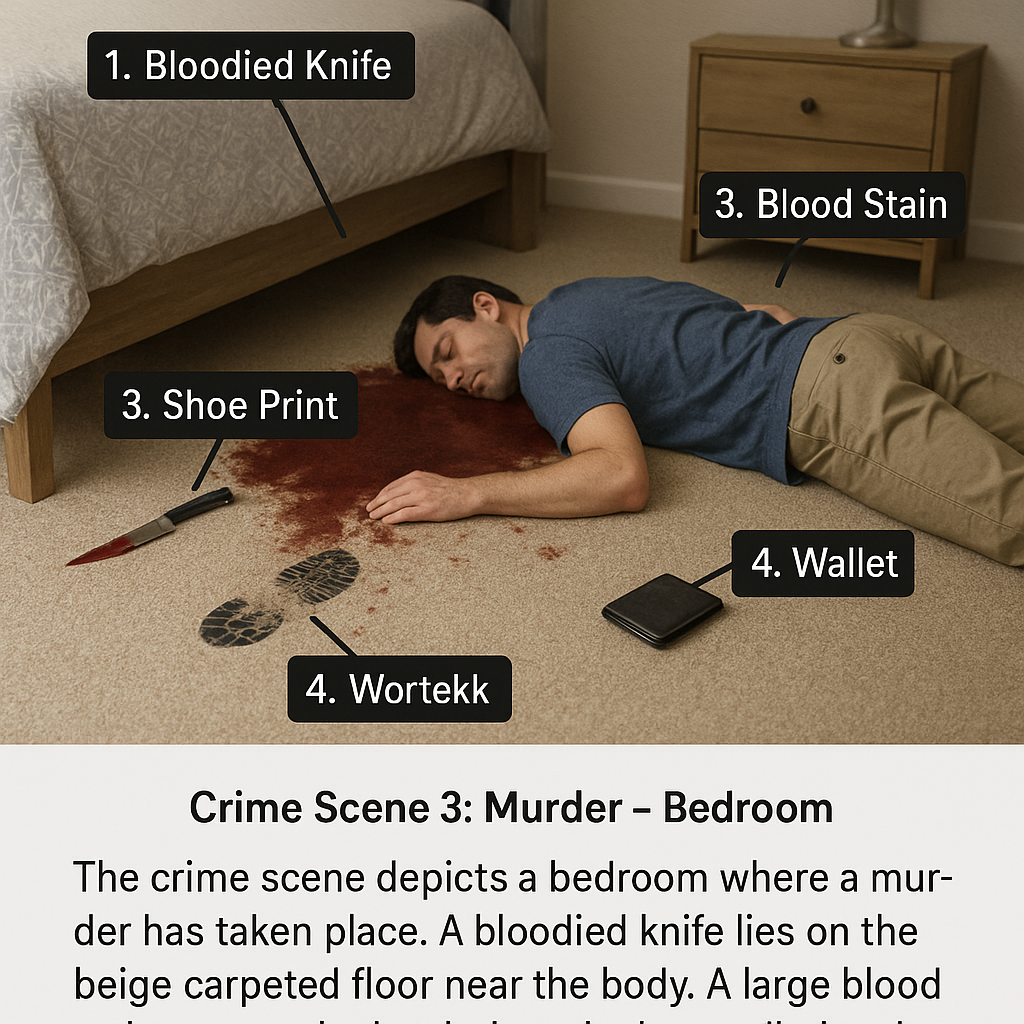 1. Bloodied Knife
3. Blood Stain
3. Shoe Print
4. Wallet
4. Wortekk
Crime Scene 3: Murder – Bedroom
The crime scene depicts a bedroom where a mur-
der has taken place. A bloodied knife lies on the
beige carpeted floor near the body. A large blood